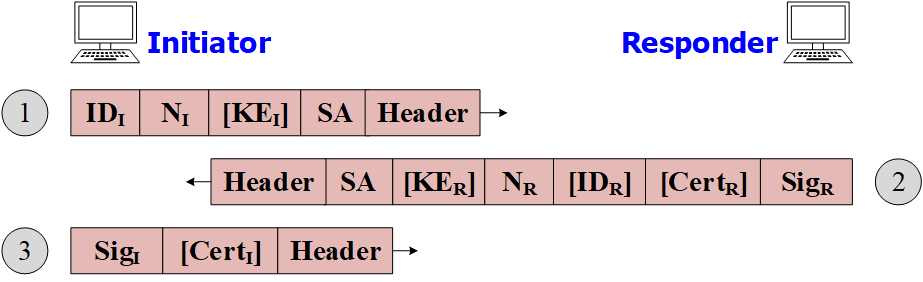 Initiator Responder
1 ID_I N_I [KE_I] SA Header
Header SA [KE_R] N_R [ID_R] [Cert_R] Sig_R 2
3 Sig_I [Cert_I] Header